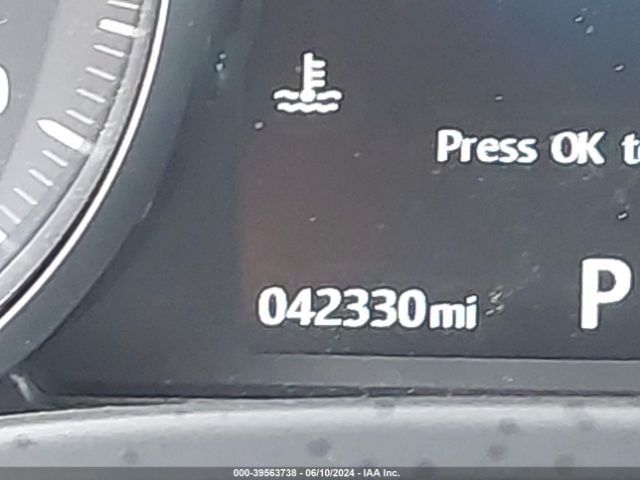 Press OK
042330mi
P
000-39563738 - 06/10/2024 - IAA Inc.